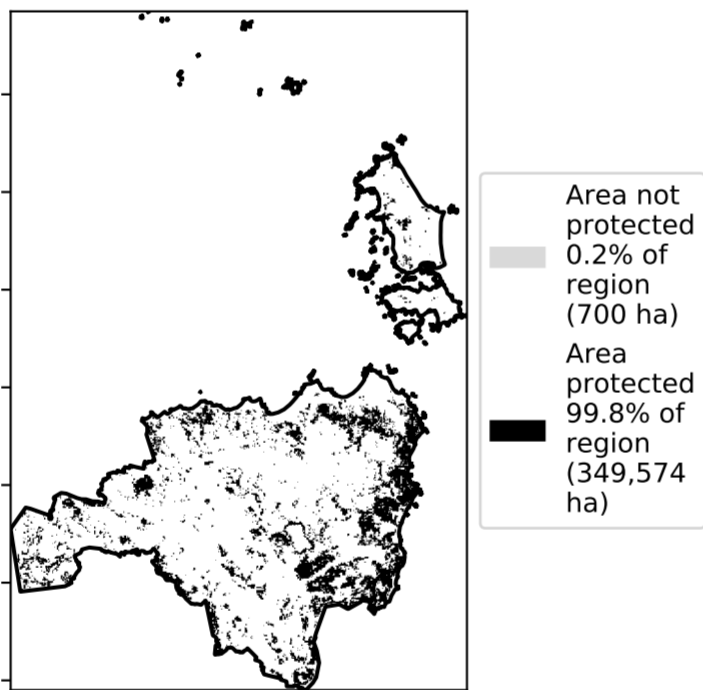 Area not
protected
0.2% of
region
(700 ha)
Area
protected
99.8% of
region
(349,574
ha)